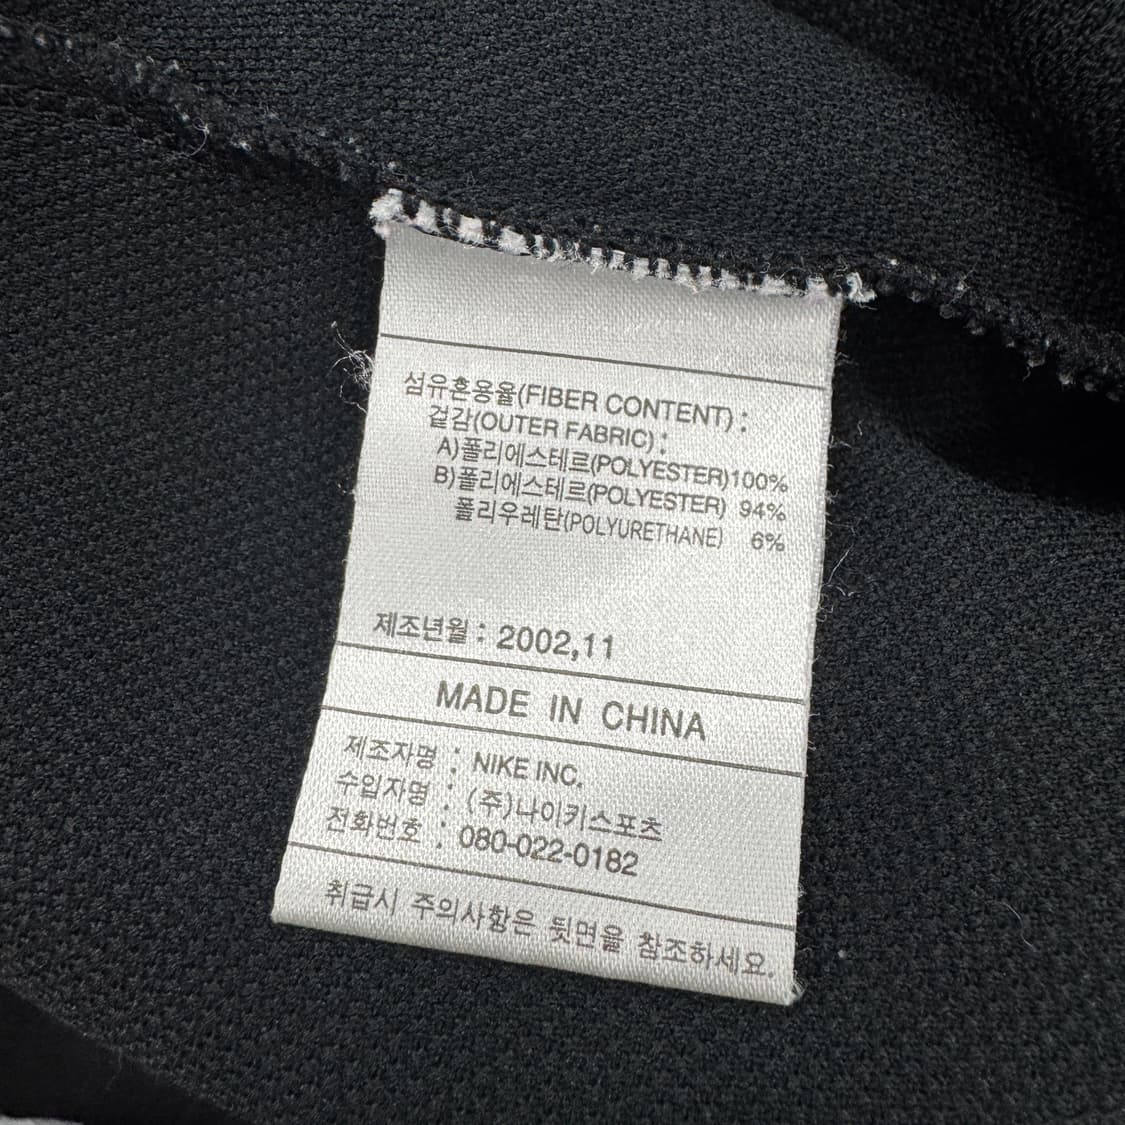 섬유혼용율(FIBER CONTENT):
겉감(OUTER FABRIC):
A)폴리에스테르(POLYESTER)100%
B)폴리에스테르(POLYESTER) 94%
폴리우레탄(POLYURETHANE) 6%
제조년월 : 2002,11
MADE IN CHINA
제조자명 : NIKE INC.
수입자명 : (주)나이키스포츠
전화번호 : 080-022-0182
취급시 주의사항은 뒷면을 참조하세요.